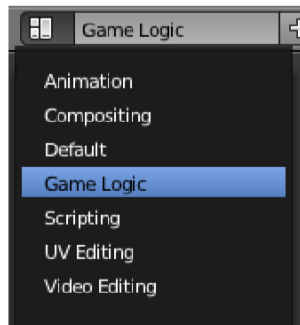 Game Logic
Animation
Compositing
Default
Game Logic
Scripting
UV Editing
Video Editing